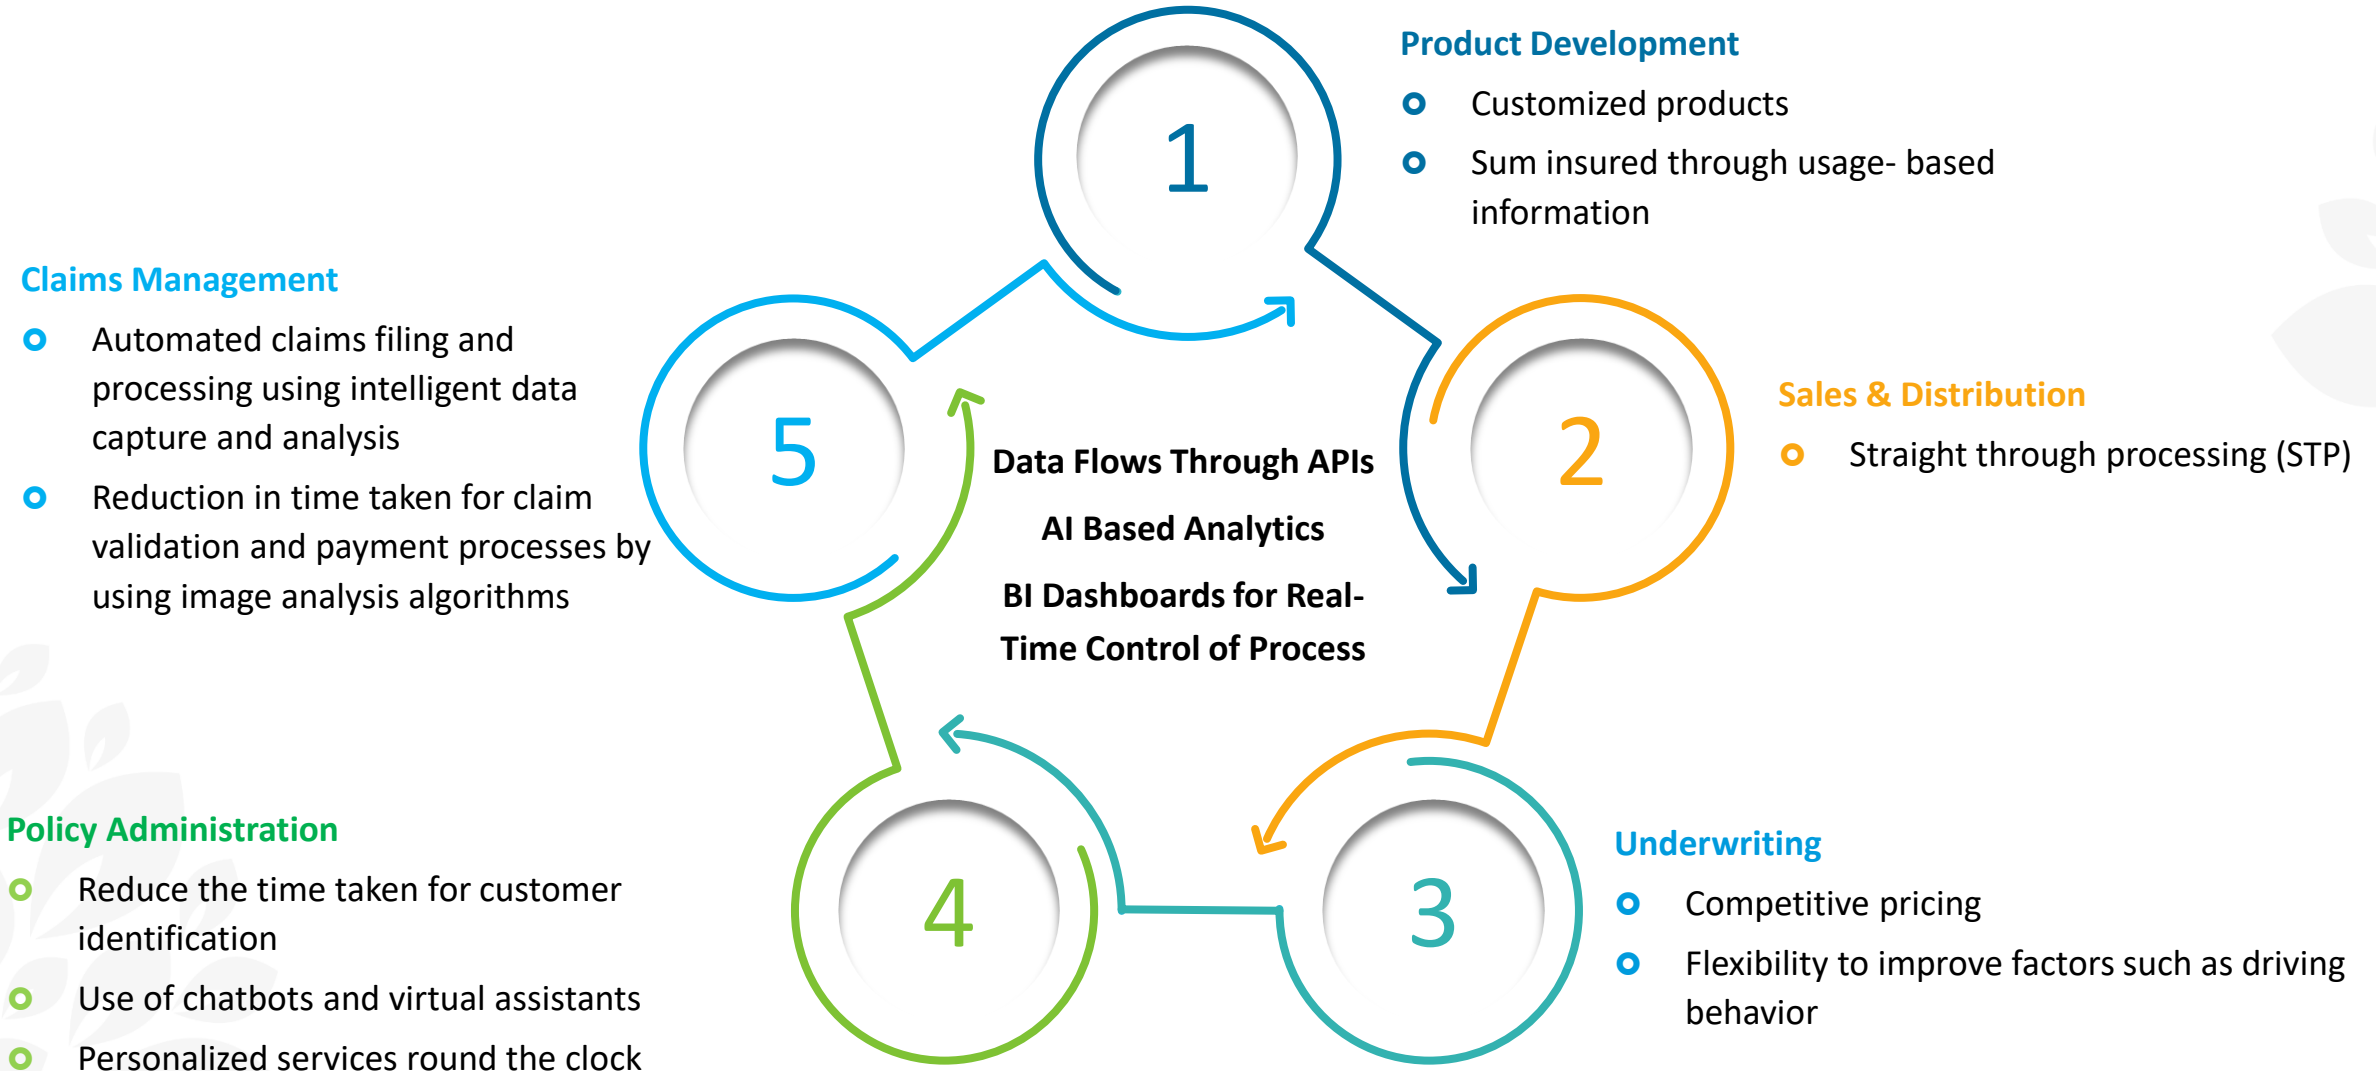 1
Product Development
Customized products
Sum insured through usage- based
information
2
Sales & Distribution
Straight through processing (STP)
3
Underwriting
Competitive pricing
Flexibility to improve factors such as driving
behavior
4
Policy Administration
Reduce the time taken for customer
identification
Use of chatbots and virtual assistants
Personalized services round the clock
5
Claims Management
Automated claims filing and
processing using intelligent data
capture and analysis
Reduction in time taken for claim
validation and payment processes by
using image analysis algorithms
Data Flows Through APIs
AI Based Analytics
BI Dashboards for Real-
Time Control of Process